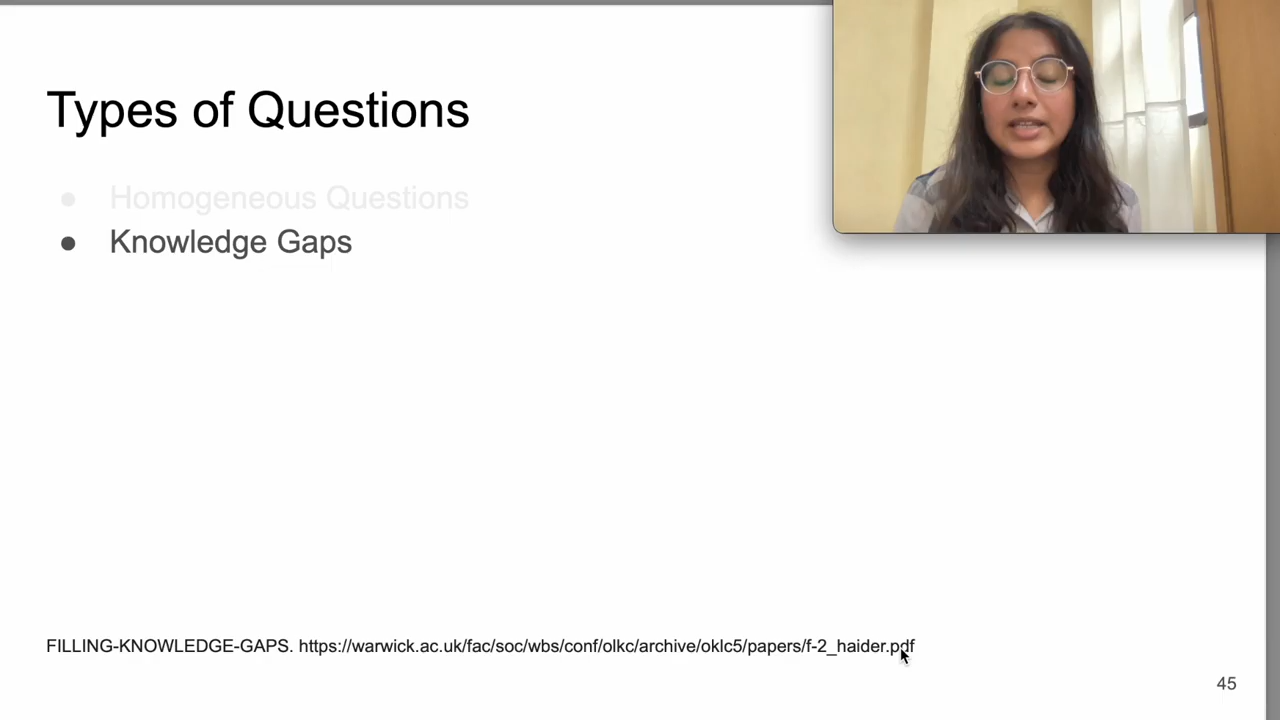 Types of Questions
● Homogeneous Questions
● Knowledge Gaps
FILLING-KNOWLEDGE-GAPS. https://warwick.ac.uk/fac/soc/wbs/conf/olkc/archive/oklc5/papers/f-2_haider.pdf
45